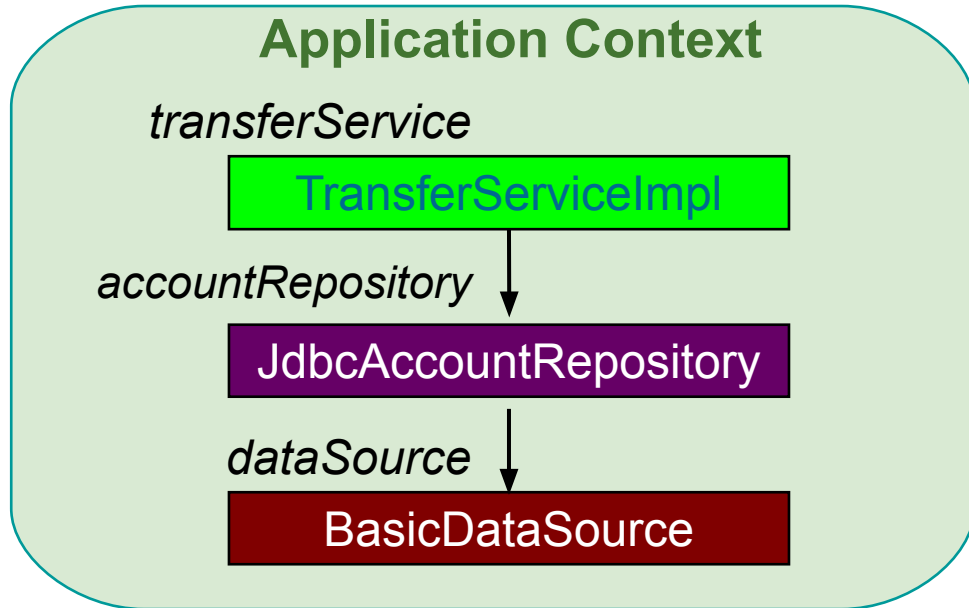 Application Context
transferService
TransferServiceImpl
accountRepository
JdbcAccountRepository
dataSource
BasicDataSource